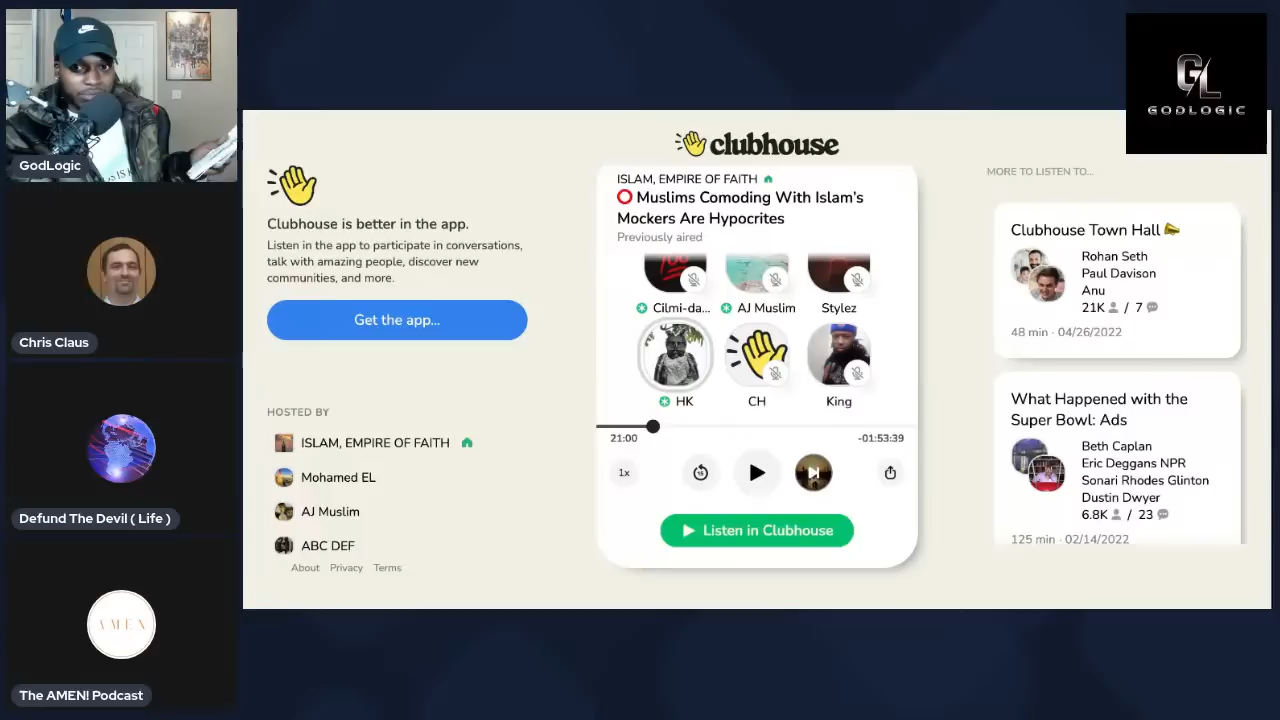 GodLogic
Chris Claus
Defund The Devil ( Life )
AMEN
The AMEN! Podcast
Clubhouse is better in the app.
Listen in the app to participate in conversations,
talk with amazing people, discover new
communities, and more.
Get the app...
HOSTED BY
ISLAM, EMPIRE OF FAITH
Mohamed EL
AJ Muslim
ABC DEF
About Privacy Terms
clubhouse
ISLAM, EMPIRE OF FAITH
Muslims Comoding With Islam's
Mockers Are Hypocrites
Previously aired
Cilmi-da... AJ Muslim Stylez
HK CH King
21:00 -01:53:39
1x 15
Listen in Clubhouse
GL
GODLOGIC
MORE TO LISTEN TO...
Clubhouse Town Hall
Rohan Seth
Paul Davison
Anu
21K / 7
48 min · 04/26/2022
What Happened with the
Super Bowl: Ads
Beth Caplan
Eric Deggans NPR
Sonari Rhodes Glinton
Dustin Dwyer
6.8K / 23
125 min · 02/14/2022